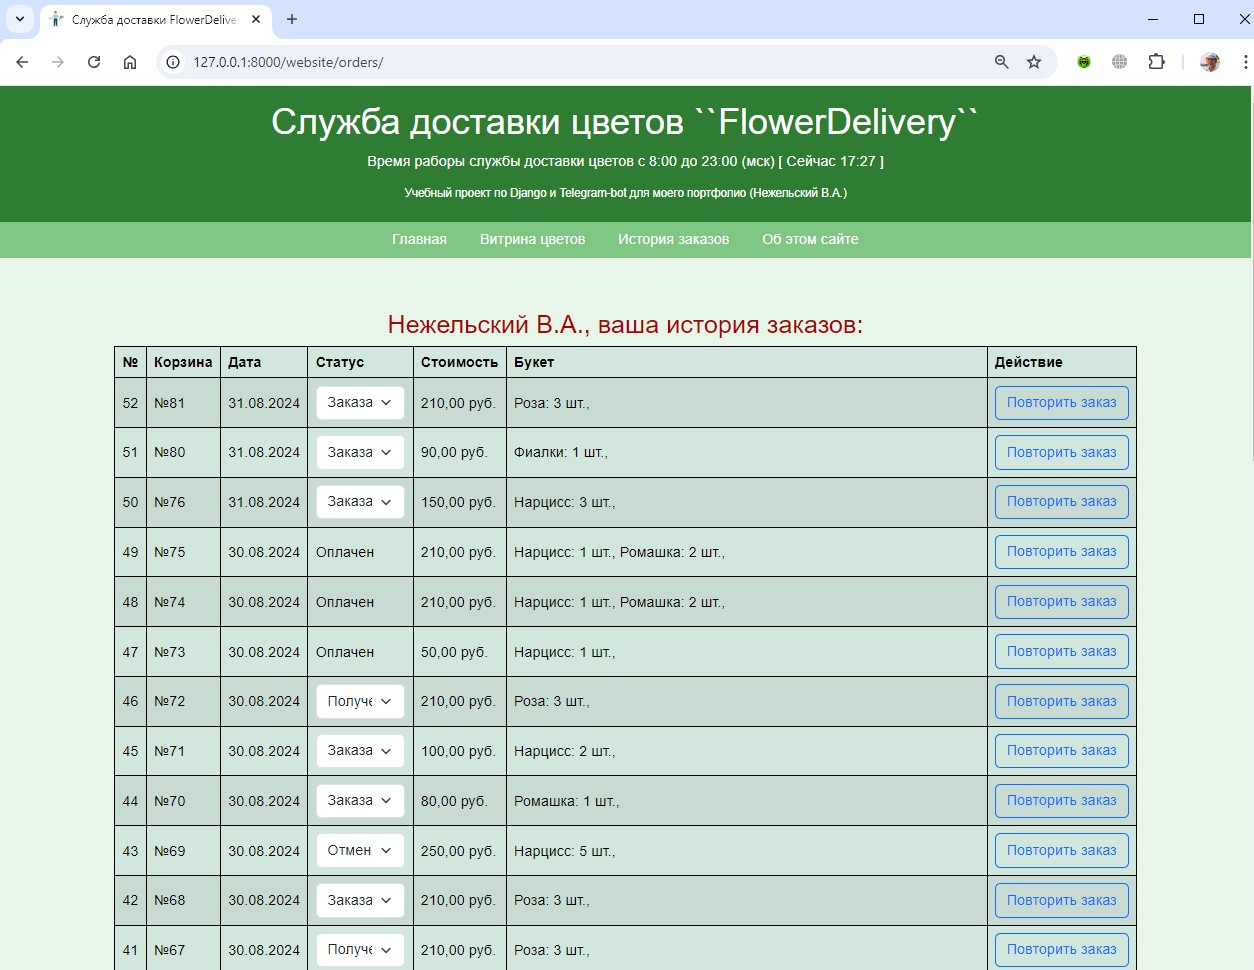 Служба доставки FlowerDelive
127.0.0.1:8000/website/orders/
Служба доставки цветов ``FlowerDelivery``
Время раборы службы доставки цветов с 8:00 до 23:00 (мск) [ Сейчас 17:27 ]
Учебный проект по Django и Telegram-bot для моего портфолио (Нежельский В.А.)
Главная Витрина цветов История заказов Об этом сайте
Нежельский В.А., ваша история заказов:
№ Корзина Дата Статус Стоимость Букет Действие
52 №81 31.08.2024 Заказа 210,00 руб. Роза: 3 шт., Повторить заказ
51 №80 31.08.2024 Заказа 90,00 руб. Фиалки: 1 шт., Повторить заказ
50 №76 31.08.2024 Заказа 150,00 руб. Нарцисс: 3 шт., Повторить заказ
49 №75 30.08.2024 Оплачен 210,00 руб. Нарцисс: 1 шт., Ромашка: 2 шт., Повторить заказ
48 №74 30.08.2024 Оплачен 210,00 руб. Нарцисс: 1 шт., Ромашка: 2 шт., Повторить заказ
47 №73 30.08.2024 Оплачен 50,00 руб. Нарцисс: 1 шт., Повторить заказ
46 №72 30.08.2024 Получе 210,00 руб. Роза: 3 шт., Повторить заказ
45 №71 30.08.2024 Заказа 100,00 руб. Нарцисс: 2 шт., Повторить заказ
44 №70 30.08.2024 Заказа 80,00 руб. Ромашка: 1 шт., Повторить заказ
43 №69 30.08.2024 Отмен 250,00 руб. Нарцисс: 5 шт., Повторить заказ
42 №68 30.08.2024 Заказа 210,00 руб. Роза: 3 шт., Повторить заказ
41 №67 30.08.2024 Получе 210,00 руб. Роза: 3 шт., Повторить заказ